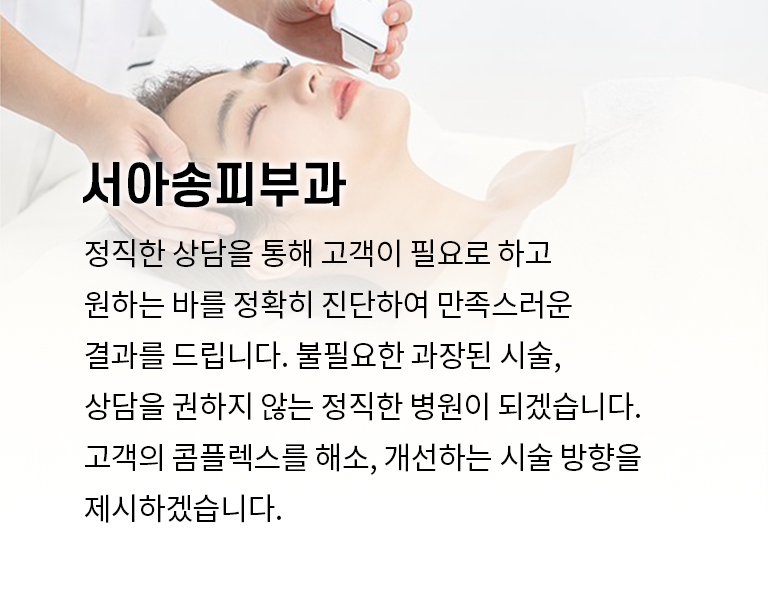 서아송피부과
정직한 상담을 통해 고객이 필요로 하고
원하는 바를 정확히 진단하여 만족스러운
결과를 드립니다. 불필요한 과장된 시술,
상담을 권하지 않는 정직한 병원이 되겠습니다.
고객의 콤플렉스를 해소, 개선하는 시술 방향을
제시하겠습니다.